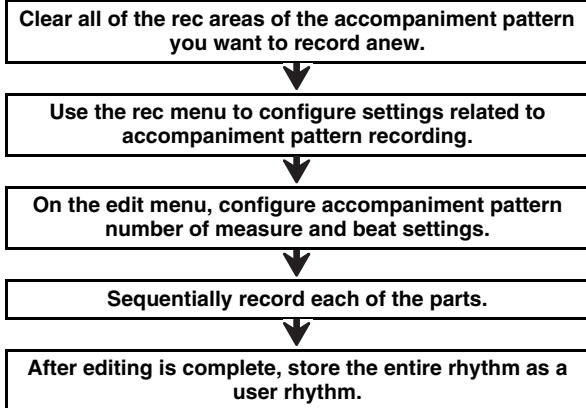 Clear all of the rec areas of the accompaniment pattern
you want to record anew.
Use the rec menu to configure settings related to
accompaniment pattern recording.
On the edit menu, configure accompaniment pattern
number of measure and beat settings.
Sequentially record each of the parts.
After editing is complete, store the entire rhythm as a
user rhythm.